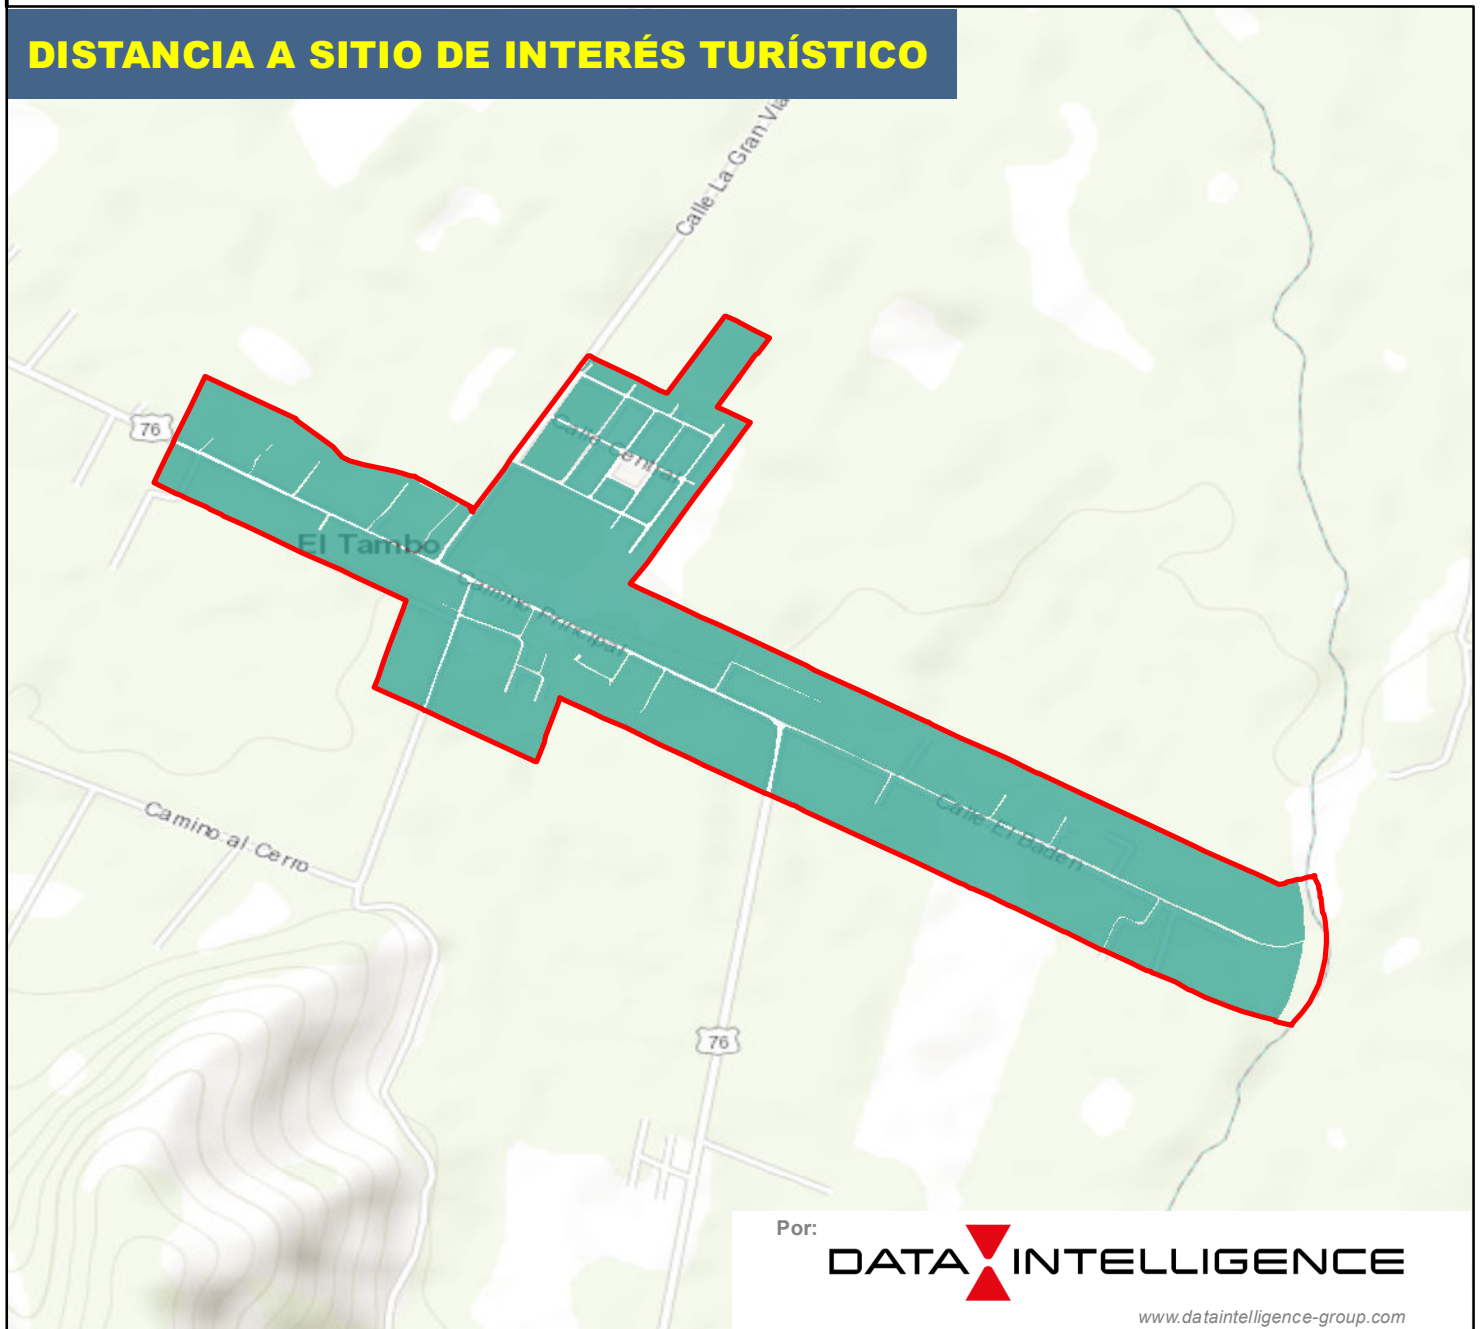 DISTANCIA A SITIO DE INTERÉS TURÍSTICO
Calle La Gran Vía
76
Calle Central
El Tambo
Camino Principal
Camino al Cerro
Calle El Baden
76
Por:
DATA INTELLIGENCE
www.dataintelligence-group.com